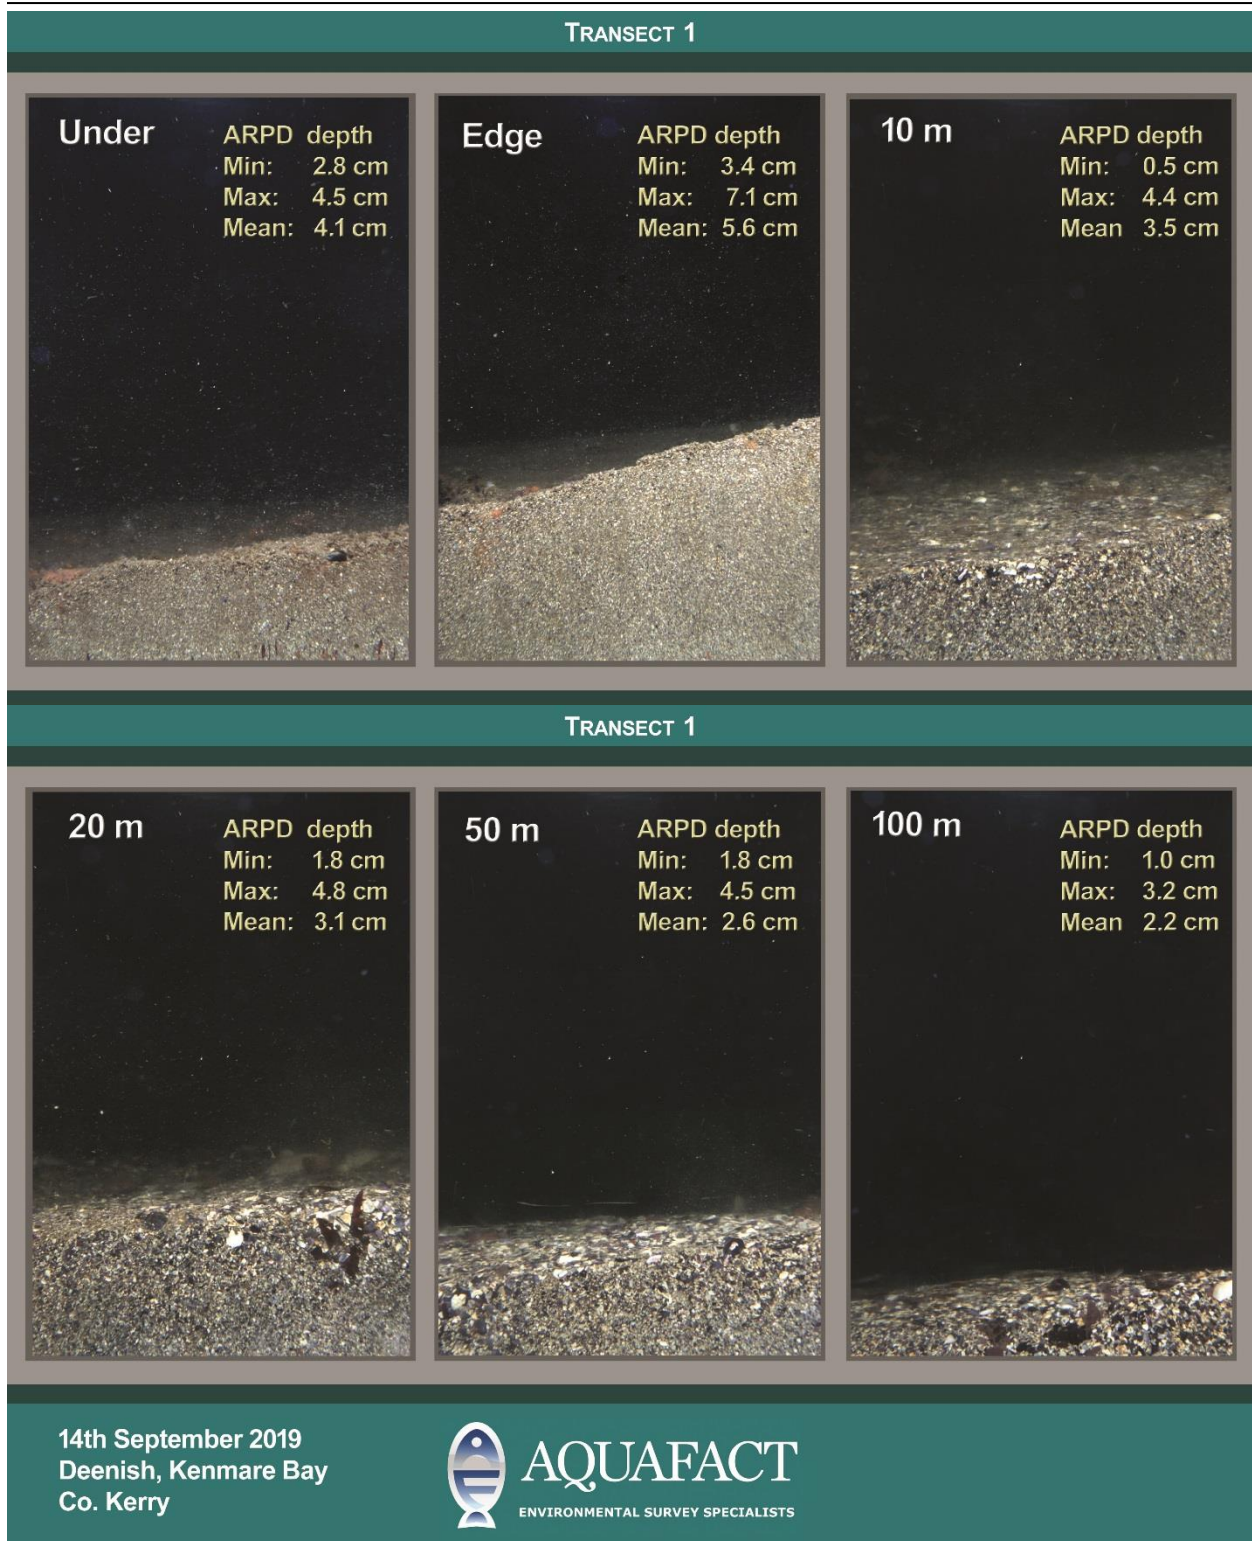 TRANSECT 1
Under
ARPD depth
Min: 2.8 cm
Max: 4.5 cm
Mean: 4.1 cm
Edge
ARPD depth
Min: 3.4 cm
Max: 7.1 cm
Mean: 5.6 cm
10 m
ARPD depth
Min: 0.5 cm
Max: 4.4 cm
Mean 3.5 cm
TRANSECT 1
20 m
ARPD depth
Min: 1.8 cm
Max: 4.8 cm
Mean: 3.1 cm
50 m
ARPD depth
Min: 1.8 cm
Max: 4.5 cm
Mean: 2.6 cm
100 m
ARPD depth
Min: 1.0 cm
Max: 3.2 cm
Mean 2.2 cm
14th September 2019
Deenish, Kenmare Bay
Co. Kerry
AQUAFACT
ENVIRONMENTAL SURVEY SPECIALISTS